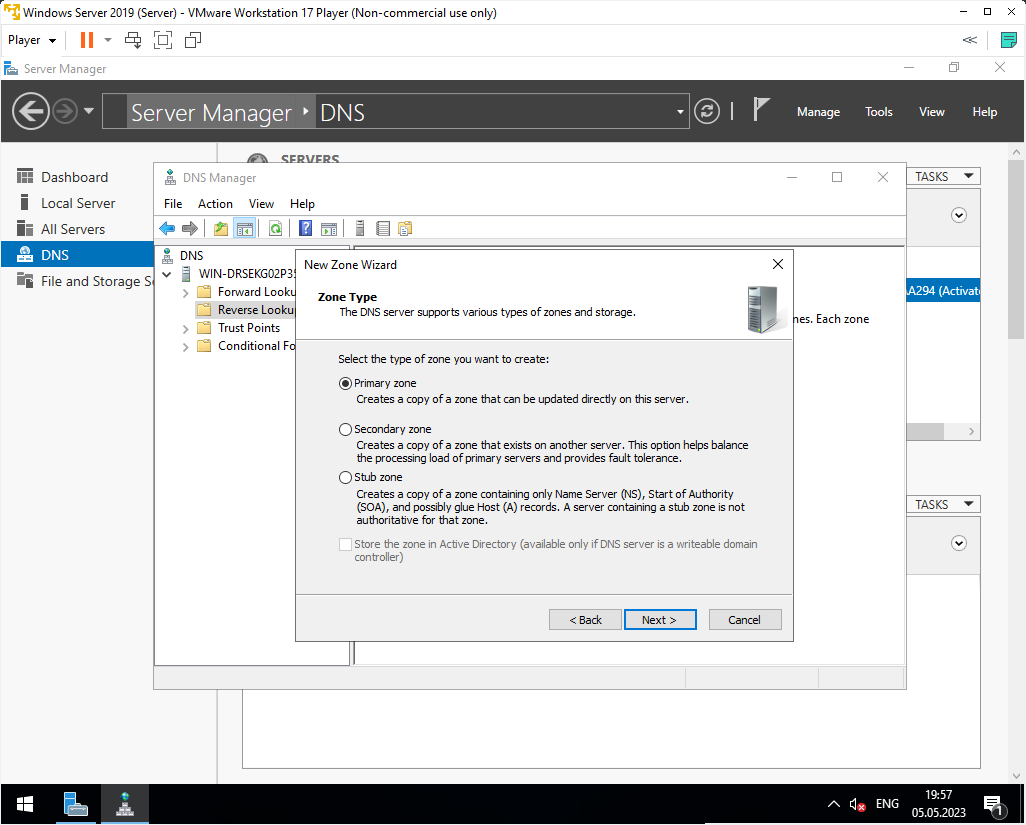 Windows Server 2019 (Server) - VMware Workstation 17 Player (Non-commercial use only)
Player
Server Manager
Server Manager DNS
Manage Tools View Help
Dashboard
Local Server
All Servers
DNS
File and Storage Se
SERVERS
TASKS
A294 (Activat
TASKS
DNS Manager
File Action View Help
DNS
WIN-DRSEKG02P35
Forward Looku
Reverse Looku
Trust Points
Conditional Fo
nes. Each zone
New Zone Wizard
Zone Type
The DNS server supports various types of zones and storage.
Select the type of zone you want to create:
Primary zone
Creates a copy of a zone that can be updated directly on this server.
Secondary zone
Creates a copy of a zone that exists on another server. This option helps balance
the processing load of primary servers and provides fault tolerance.
Stub zone
Creates a copy of a zone containing only Name Server (NS), Start of Authority
(SOA), and possibly glue Host (A) records. A server containing a stub zone is not
authoritative for that zone.
Store the zone in Active Directory (available only if DNS server is a writeable domain
controller)
< Back Next > Cancel
ENG
19:57
05.05.2023
1